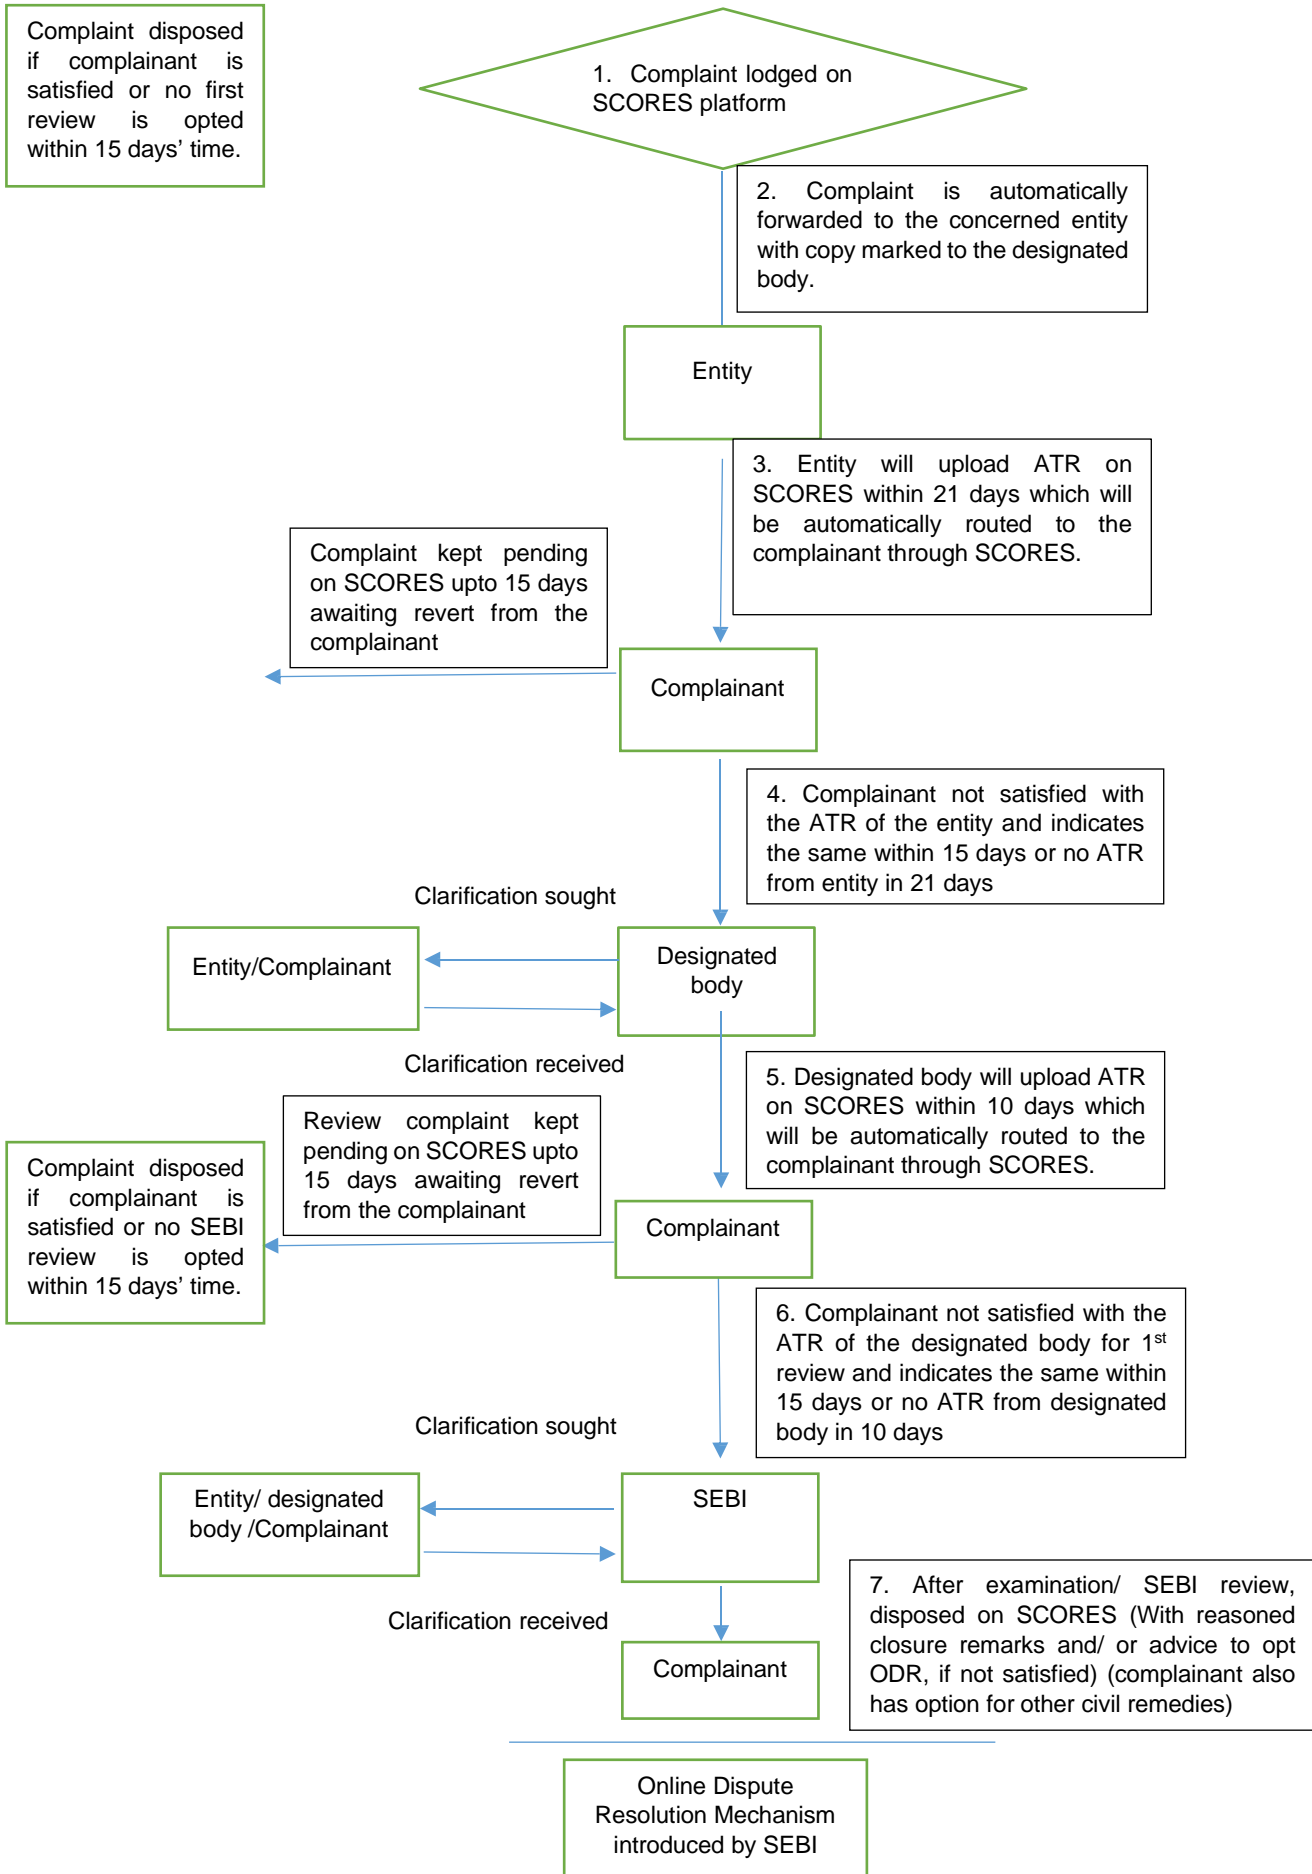 Complaint disposed
if complainant is
satisfied or no first
review is opted
within 15 days’ time.
1. Complaint lodged on
SCORES platform
2. Complaint is automatically
forwarded to the concerned entity
with copy marked to the designated
body.
Entity
3. Entity will upload ATR on
SCORES within 21 days which will
be automatically routed to the
complainant through SCORES.
Complaint kept pending
on SCORES upto 15 days
awaiting revert from the
complainant
Complainant
4. Complainant not satisfied with
the ATR of the entity and indicates
the same within 15 days or no ATR
from entity in 21 days
Clarification sought
Entity/Complainant
Designated
body
Clarification received
5. Designated body will upload ATR
on SCORES within 10 days which
will be automatically routed to the
complainant through SCORES.
Review complaint kept
pending on SCORES upto
15 days awaiting revert
from the complainant
Complaint disposed
if complainant is
satisfied or no SEBI
review is opted
within 15 days’ time.
Complainant
6. Complainant not satisfied with the
ATR of the designated body for 1st
review and indicates the same within
15 days or no ATR from designated
body in 10 days
Clarification sought
Entity/ designated
body /Complainant
SEBI
Clarification received
7. After examination/ SEBI review,
disposed on SCORES (With reasoned
closure remarks and/ or advice to opt
ODR, if not satisfied) (complainant also
has option for other civil remedies)
Complainant
Online Dispute
Resolution Mechanism
introduced by SEBI